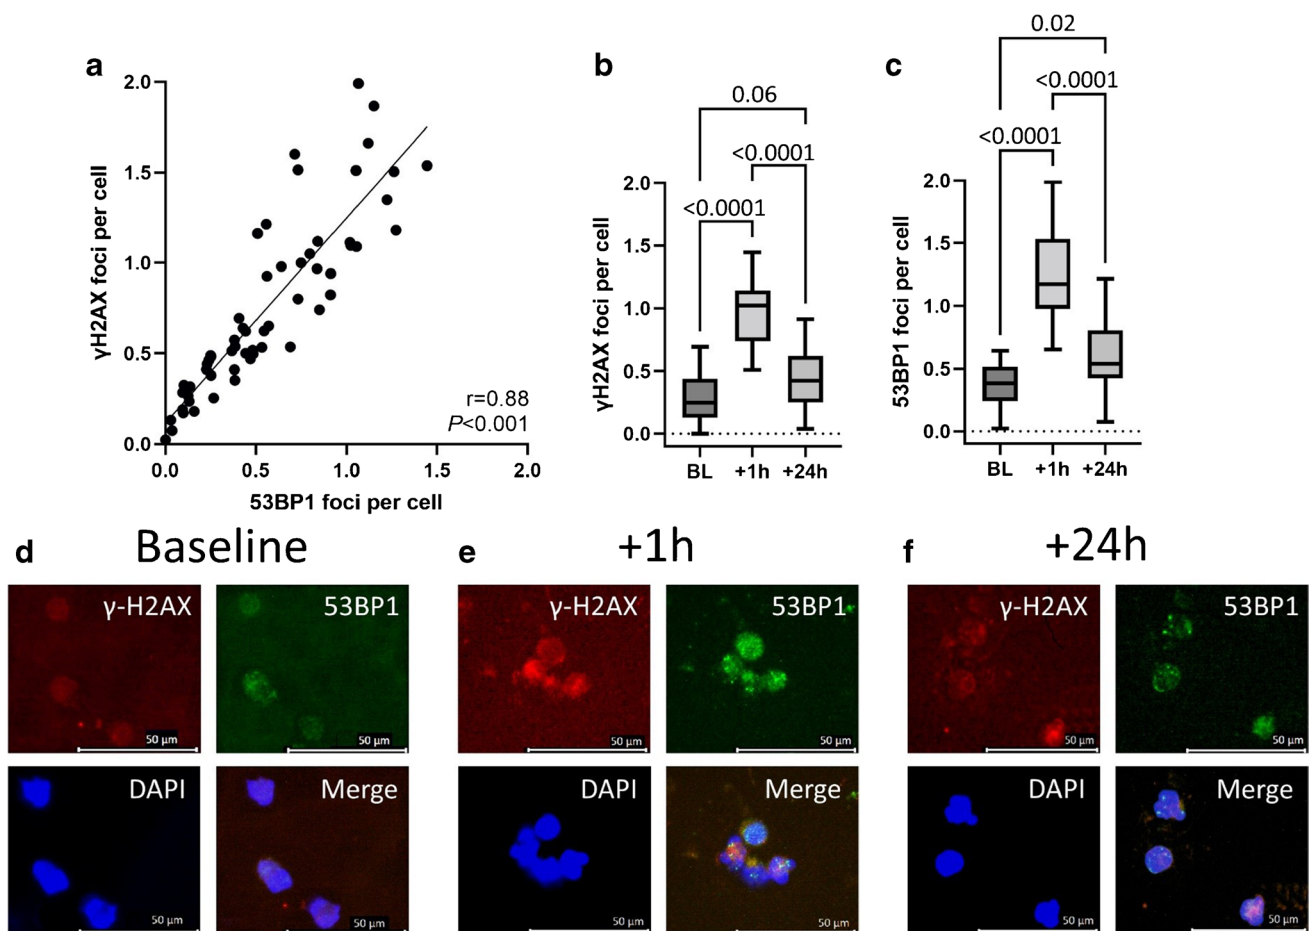 a
2.0
1.5
1.0
0.5
0.0
γH2AX foci per cell
r=0.88
P<0.001
0.0 0.5 1.0 1.5 2.0
53BP1 foci per cell
b
0.06
<0.0001
<0.0001
2.0
1.5
1.0
0.5
0.0
γH2AX foci per cell
BL +1h +24h
c
0.02
<0.0001
<0.0001
2.0
1.5
1.0
0.5
0.0
53BP1 foci per cell
BL +1h +24h
d Baseline
γ-H2AX 53BP1
50 µm 50 µm
DAPI Merge
50 µm 50 µm
e +1h
γ-H2AX 53BP1
50 µm 50 µm
DAPI Merge
50 µm 50 µm
f +24h
γ-H2AX 53BP1
50 µm 50 µm
DAPI Merge
50 µm 50 µm